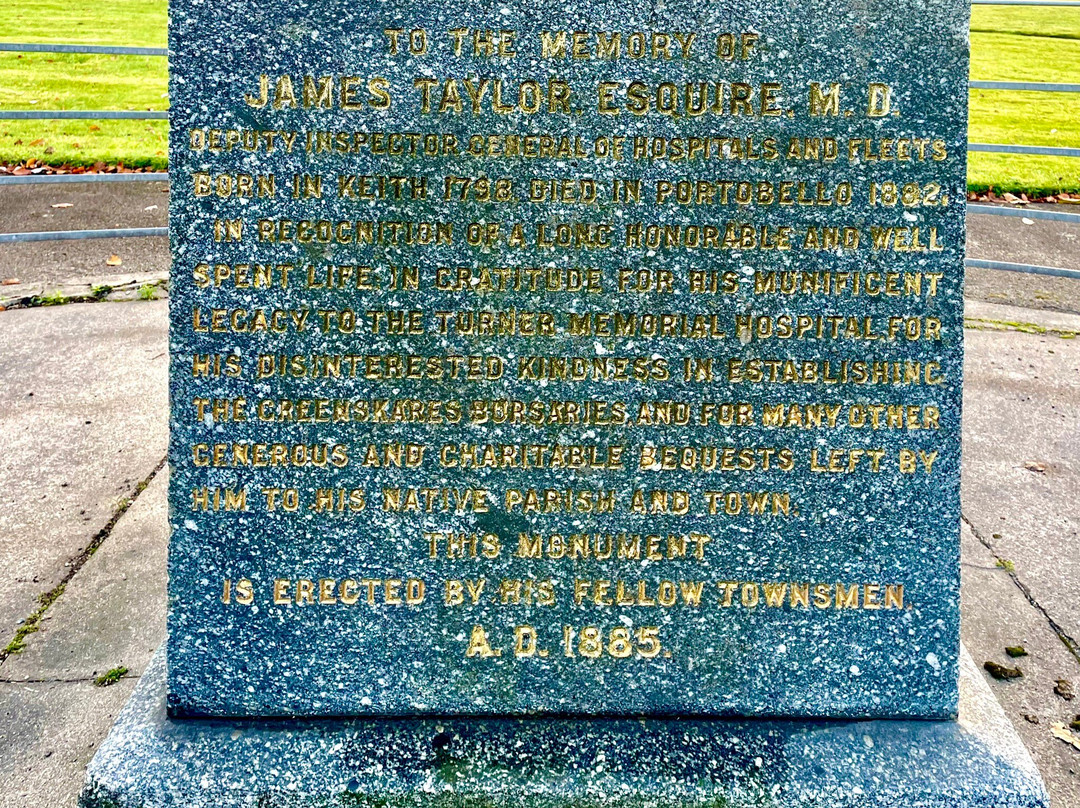 TO THE MEMORY OF
JAMES TAYLOR, ESQUIRE, M. D.
DEPUTY INSPECTOR GENERAL OF HOSPITALS AND FLEETS
BORN IN KEITH, 1798, DIED IN PORTOBELLO 1882,
IN RECOGNITION OF A LONG HONORABLE AND WELL
SPENT LIFE, IN GRATITUDE FOR HIS MUNIFICENT
LEGACY TO THE TURNER MEMORIAL HOSPITAL, FOR
HIS DISINTERESTED KINDNESS IN ESTABLISHING
THE GREENSKARES BURSARIES, AND FOR MANY OTHER
GENEROUS AND CHARITABLE BEQUESTS LEFT BY
HIM TO HIS NATIVE PARISH AND TOWN.
THIS MONUMENT
IS ERECTED BY HIS FELLOW TOWNSMEN.
A. D. 1885.